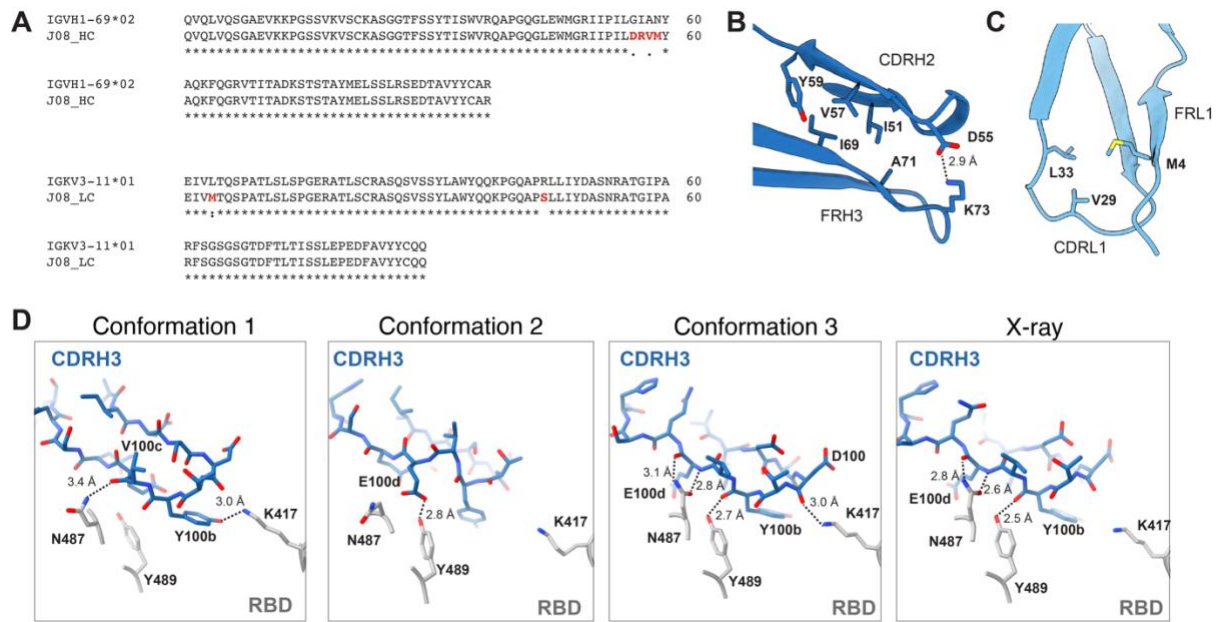 A
IGVH1-69*02 QVQLVQSGAEVKKPGSSVKVSCKASGGTFSSYTISWVRQAPGQGLEWMGRIIPILGIANY 60
J08_HC QVQLVQSGAEVKKPGSSVKVSCKASGGTFSSYTISWVRQAPGQGLEWMGRIIPILDRVMY 60
******************************************************* . . *
IGVH1-69*02 AQKFQGRVTITADKSTSTAYMELSSLRSEDTAVYYCAR
J08_HC AQKFQGRVTITADKSTSTAYMELSSLRSEDTAVYYCAR
**************************************
IGKV3-11*01 EIVLTQSPATLSLSPGERATLSCRASQSVSSYLAWYQQKPGQAPRLLIYDASNRATGIPA 60
J08_LC EIVMTQSPATLSLSPGERATLSCRASQSVSSYLAWYQQKPGQAPSLLIYDASNRATGIPA 60
***:**************************************** ***************
IGKV3-11*01 RFSGSGSGTDFTLTISSLEPEDFAVYYCQQ
J08_LC RFSGSGSGTDFTLTISSLEPEDFAVYYCQQ
******************************
B
CDRH2
Y59
V57
I51
D55
I69
2.9 Å
A71
FRH3
K73
C
FRL1
L33
M4
V29
CDRL1
D
Conformation 1
CDRH3
V100c
3.4 Å
3.0 Å
K417
N487
Y100b
Y489
RBD
Conformation 2
CDRH3
E100d
2.8 Å
N487
K417
Y489
RBD
Conformation 3
CDRH3
D100
3.1 Å
E100d
2.8 Å
3.0 Å
2.7 Å
K417
N487
Y100b
Y489
RBD
X-ray
CDRH3
2.8 Å
E100d
2.6 Å
2.5 Å
K417
Y100b
N487
Y489
RBD